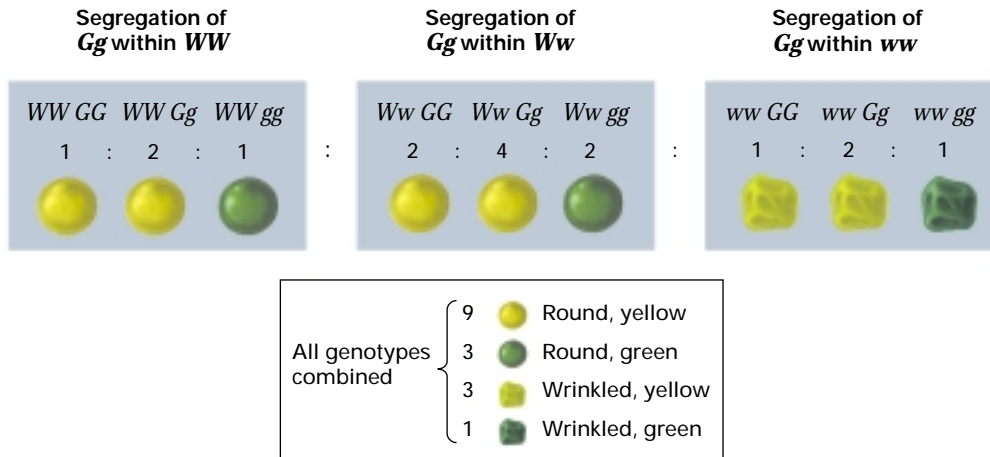 Segregation of
Gg within WW
Segregation of
Gg within Ww
Segregation of
Gg within ww
WW GG WW Gg WW gg
1 : 2 : 1
:
Ww GG Ww Gg Ww gg
2 : 4 : 2
:
ww GG ww Gg ww gg
1 : 2 : 1
All genotypes
combined
9 Round, yellow
3 Round, green
3 Wrinkled, yellow
1 Wrinkled, green